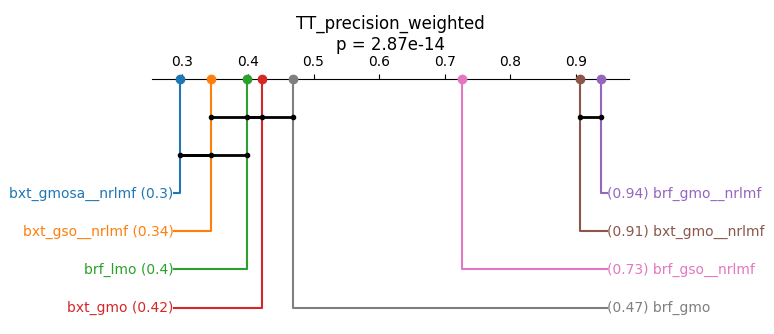 TT_precision_weighted
p = 2.87e-14
0.3 0.4 0.5 0.6 0.7 0.8 0.9
bxt_gmosa__nrlmf (0.3)
(0.94) brf_gmo__nrlmf
bxt_gso__nrlmf (0.34)
(0.91) bxt_gmo__nrlmf
brf_lmo (0.4)
(0.73) brf_gso__nrlmf
bxt_gmo (0.42)
(0.47) brf_gmo